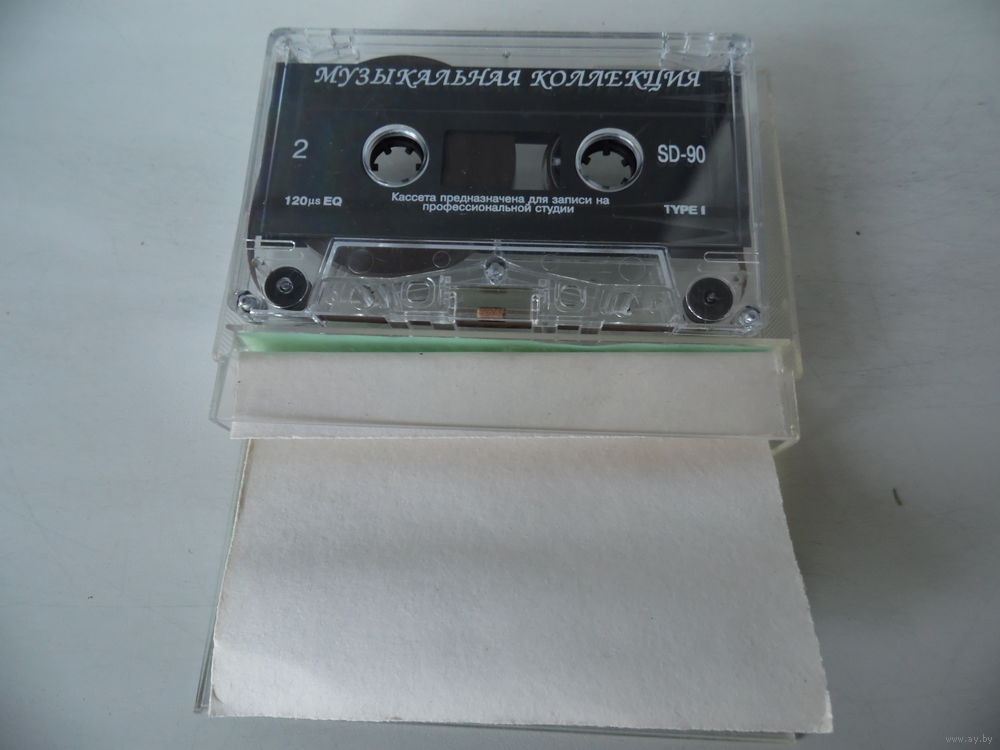 МУЗЫКАЛЬНАЯ КОЛЛЕКЦИЯ
2
SD-90
120µs EQ
Кассета предназначена для записи на
профессиональной студии
TYPE I
www.ay.by